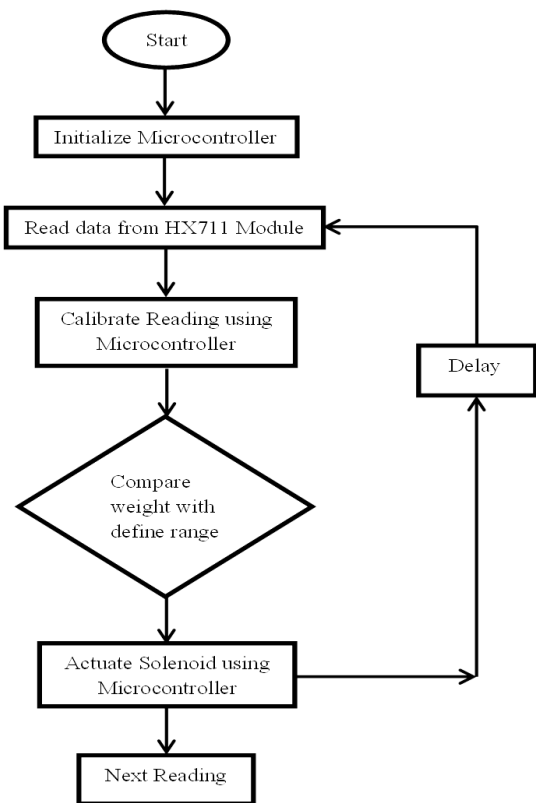 Start
Initialize Microcontroller
Read data from HX711 Module
Calibrate Reading using
Microcontroller
Delay
Compare
weight with
define range
Actuate Solenoid using
Microcontroller
Next Reading